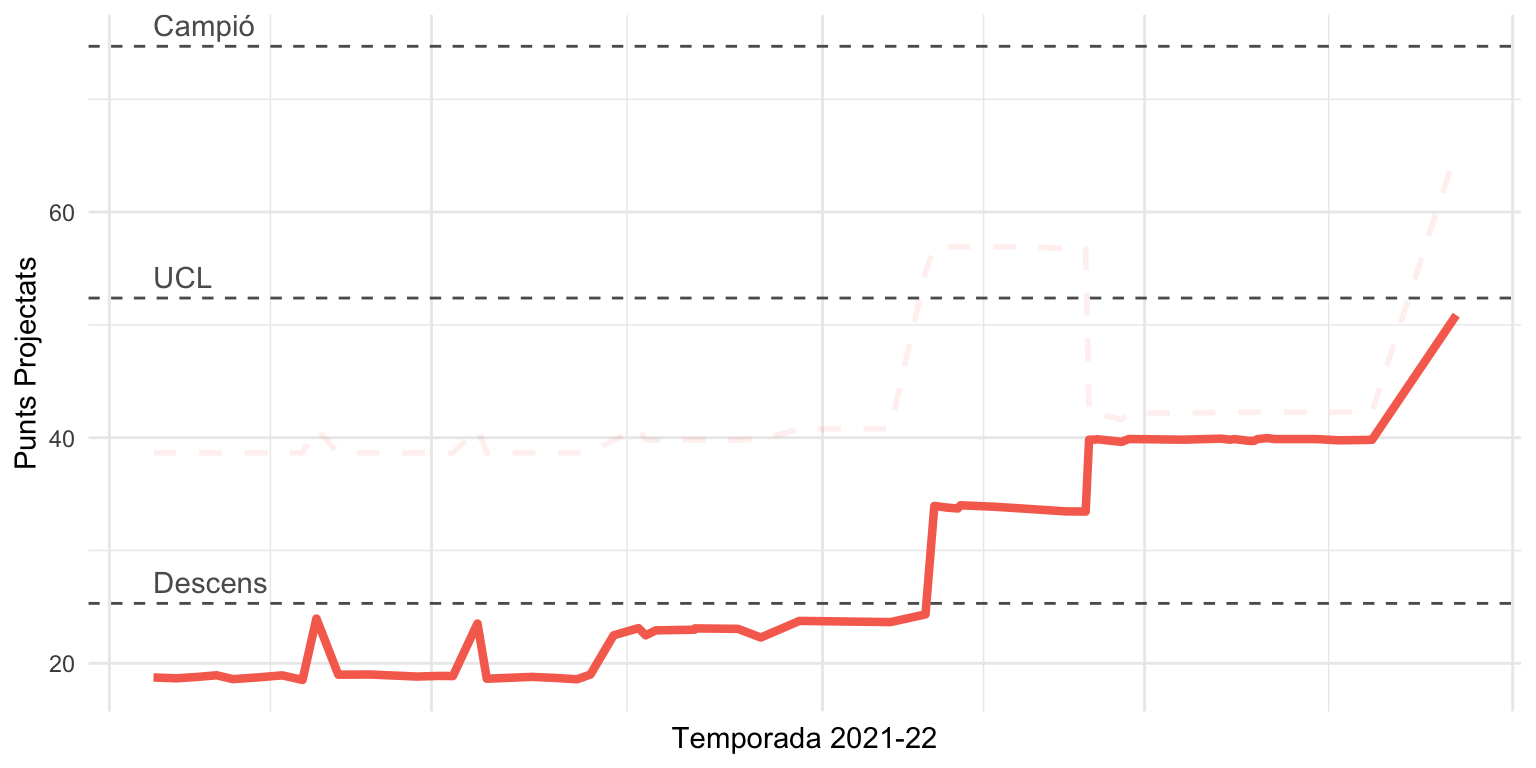 Campió
60
UCL
Punts Projectats
40
Descens
20
Temporada 2021-22